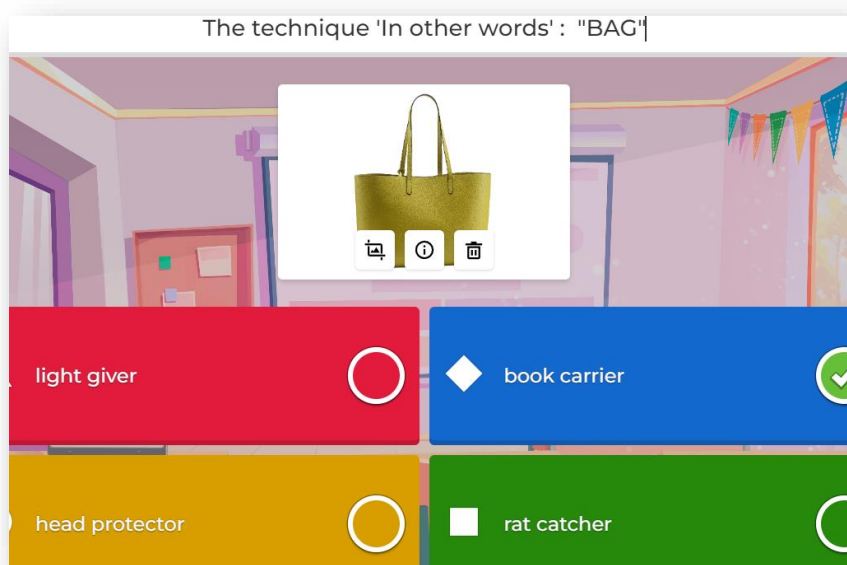 The technique 'In other words' :  "BAG"
light giver
book carrier
head protector
rat catcher